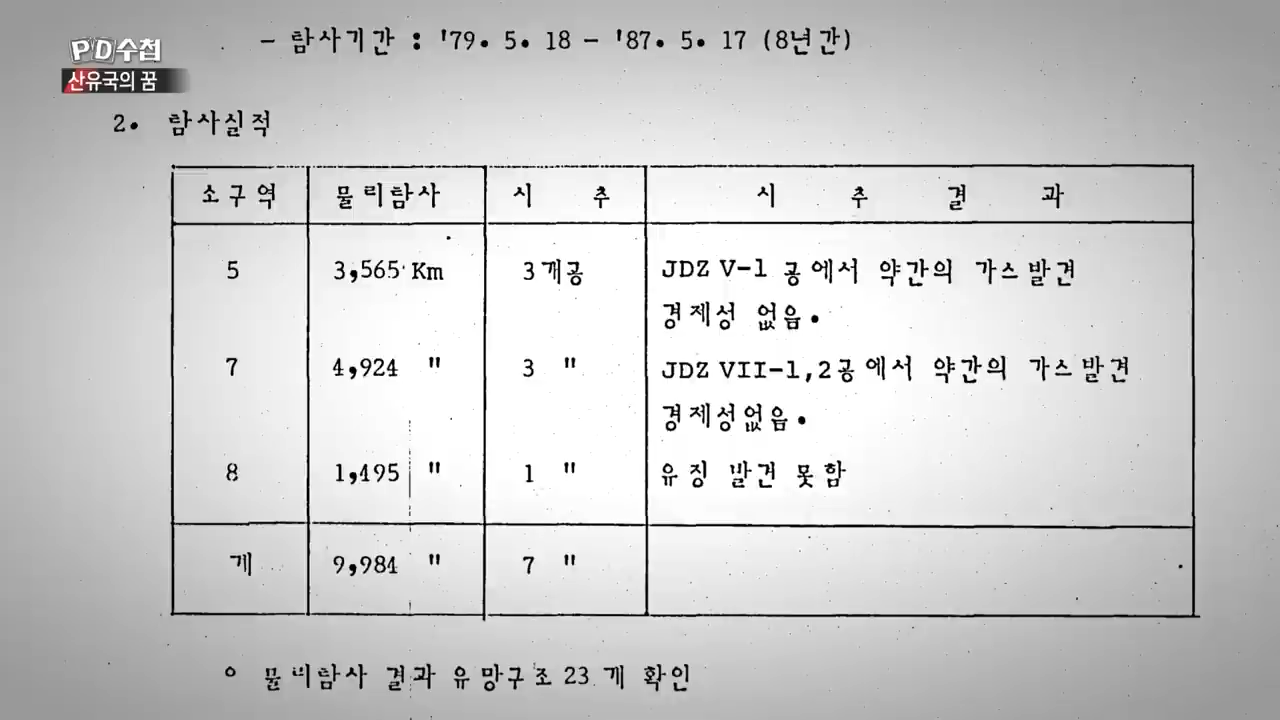 PD수첩
산유국의 꿈
- 탐사기간 : '79. 5. 18 - '87. 5. 17 (8년간)
2. 탐사실적
소구역 물리탐사 시 추 시 추 결 과
5 3,565 Km 3개공 JDZ V-1 공에서 약간의 가스발견
경제성 없음.
7 4,924 " 3 " JDZ VII-1,2공에서 약간의 가스발견
경제성없음.
8 1,495 " 1 " 유징 발견 못함
계 9,984 " 7 "
o 물리탐사 결과 유망구조 23 개 확인